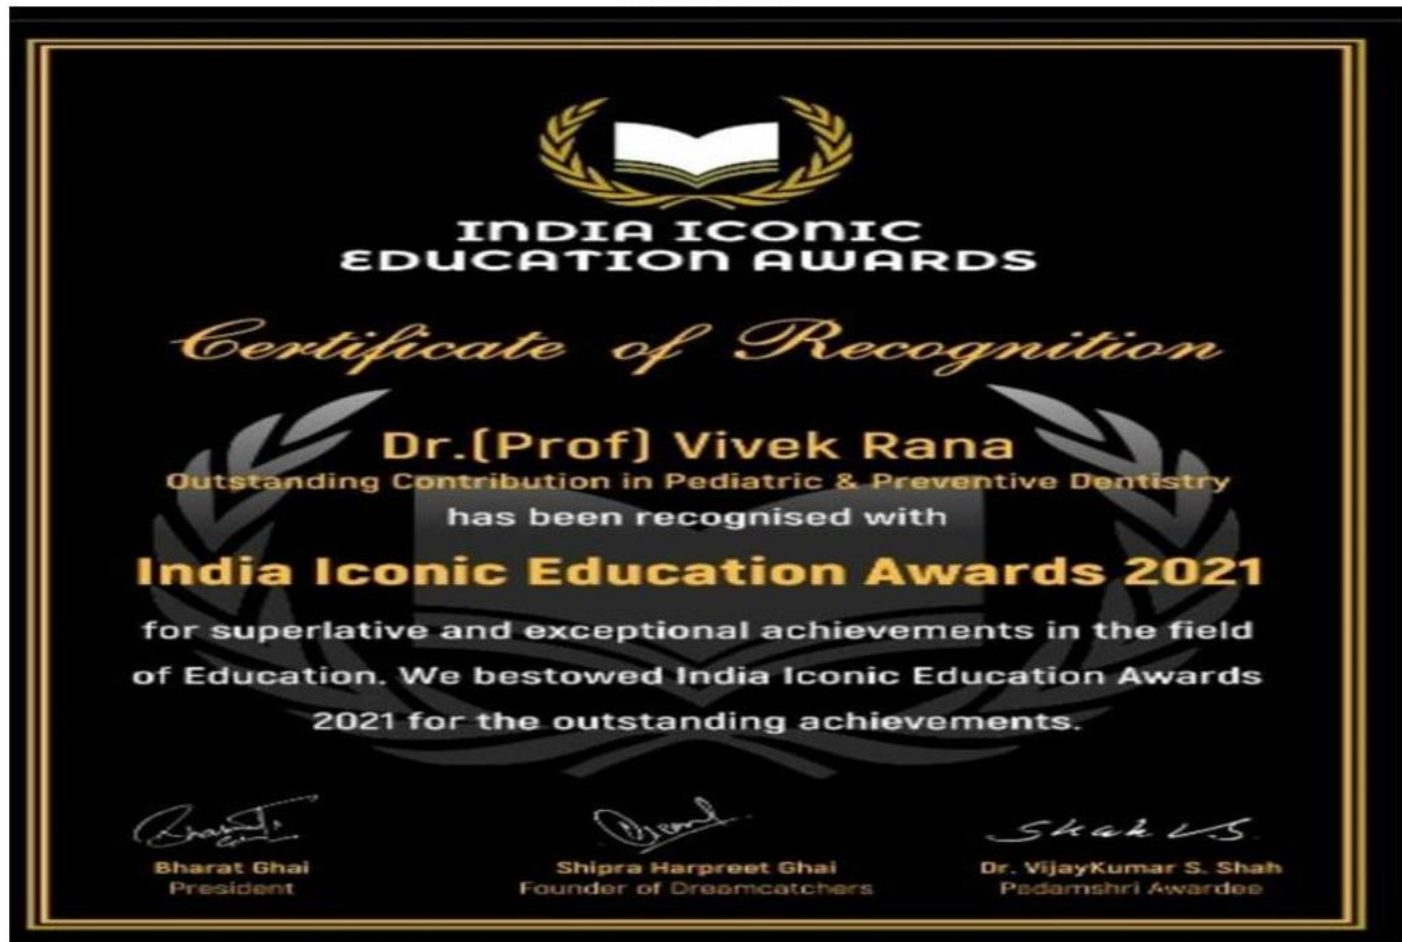 INDIA ICONIC
EDUCATION AWARDS
Certificate of Recognition
Dr.(Prof) Vivek Rana
Outstanding Contribution in Pediatric & Preventive Dentistry
has been recognised with
India Iconic Education Awards 2021
for superlative and exceptional achievements in the field
of Education. We bestowed India Iconic Education Awards
2021 for the outstanding achievements.
Shah V.S.
Bharat Ghai Shipra Harpreet Ghai Dr. VijayKumar S. Shah
President Founder of Dreamcatchers Padamshri Awardee